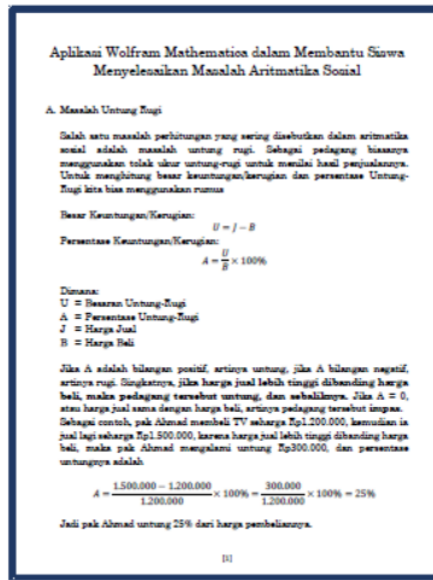 Aplikasi Wolfram Mathematica dalam Membantu Siswa
Menyelesaikan Masalah Aritmatika Sosial
A. Masalah Untung Rugi
Salah satu masalah perhitungan yang sering disebutkan dalam aritmatika
sosial adalah masalah untung rugi. Sebagai pedagang biasanya
menggunakan tolak ukur untung-rugi untuk menilai hasil penjualannya.
Untuk menghitung besar keuntungan/kerugian dan persentase Untung-
Rugi kita bisa menggunakan rumus
Besar Keuntungan/Kerugian:
U = J − B
Persentase Keuntungan/Kerugian:
A = U/B × 100%
Dimana:
U = Besaran Untung-Rugi
A = Persentase Untung-Rugi
J = Harga Jual
B = Harga Beli
Jika A adalah bilangan positif, artinya untung, jika A bilangan negatif,
artinya rugi. Singkatnya, jika harga jual lebih tinggi dibanding harga
beli, maka pedagang tersebut untung, dan sebaliknya. Jika A = 0,
atau harga jual sama dengan harga beli, artinya pedagang tersebut impas.
Sebagai contoh, pak Ahmad membeli TV seharga Rp1.200.000, kemudian ia
jual lagi seharga Rp1.500.000, karena harga jual lebih tinggi dibanding harga
beli, maka pak Ahmad mengalami untung Rp300.000, dan persentase
untungnya adalah
A = 1.500.000 − 1.200.000/1.200.000 × 100% = 300.000/1.200.000 × 100% = 25%
Jadi pak Ahmad untung 25% dari harga pembeliannya.
[1]